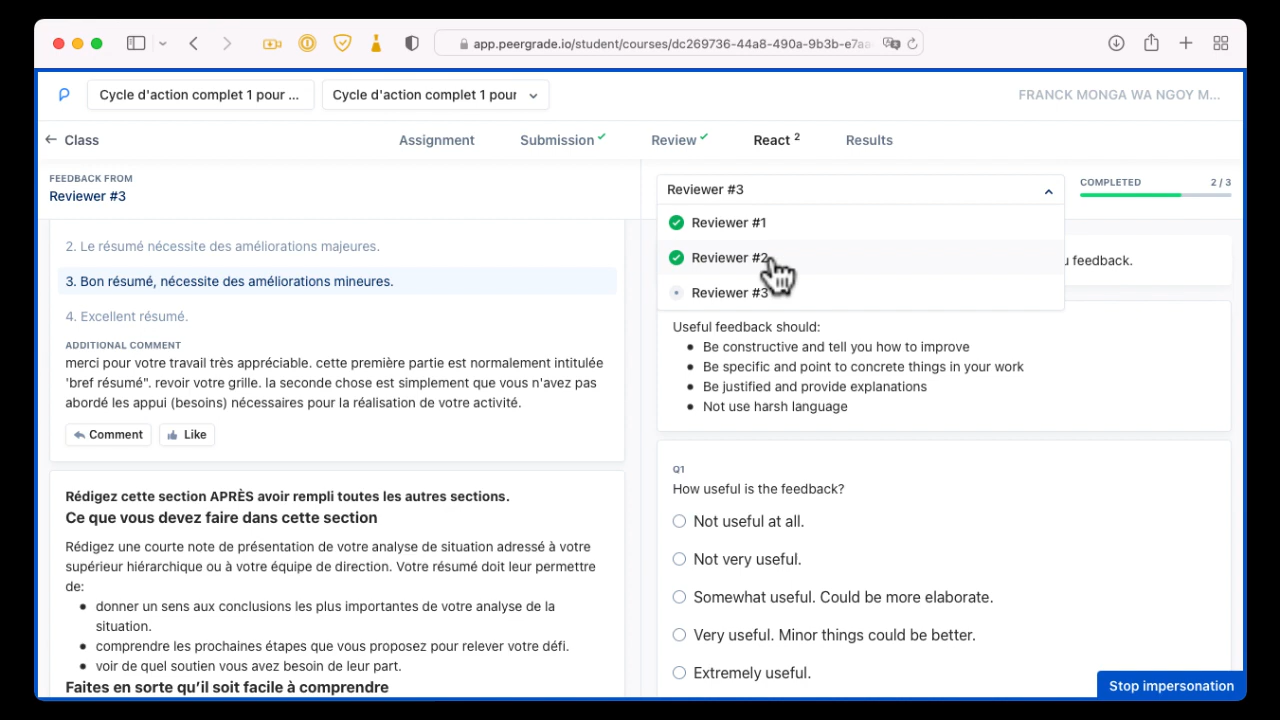 app.peergrade.io/student/courses/dc269736-44a8-490a-9b3b-e7aa
Cycle d'action complet 1 pour ...
Cycle d'action complet 1 pour
FRANCK MONGA WA NGOY M...
Class
Assignment
Submission
Review
React 2
Results
FEEDBACK FROM
Reviewer #3
2. Le résumé nécessite des améliorations majeures.
3. Bon résumé, nécessite des améliorations mineures.
4. Excellent résumé.
ADDITIONAL COMMENT
merci pour votre travail très appréciable. cette première partie est normalement intitulée
'bref résumé". revoir votre grille. la seconde chose est simplement que vous n'avez pas
abordé les appui (besoins) nécessaires pour la réalisation de votre activité.
Comment
Like
Rédigez cette section APRÈS avoir rempli toutes les autres sections.
Ce que vous devez faire dans cette section
Rédigez une courte note de présentation de votre analyse de situation adressé à votre
supérieur hiérarchique ou à votre équipe de direction. Votre résumé doit leur permettre
de:
donner un sens aux conclusions les plus importantes de votre analyse de la
situation.
comprendre les prochaines étapes que vous proposez pour relever votre défi.
voir de quel soutien vous avez besoin de leur part.
Faites en sorte qu'il soit facile à comprendre
Reviewer #3
COMPLETED
2 / 3
Reviewer #1
Reviewer #2
Reviewer #3
feedback.
Useful feedback should:
Be constructive and tell you how to improve
Be specific and point to concrete things in your work
Be justified and provide explanations
Not use harsh language
Q1
How useful is the feedback?
Not useful at all.
Not very useful.
Somewhat useful. Could be more elaborate.
Very useful. Minor things could be better.
Extremely useful.
Stop impersonation